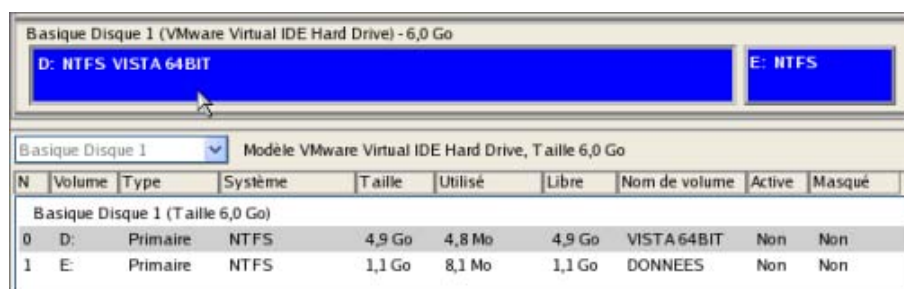 Basique Disque 1 (VMware Virtual IDE Hard Drive) - 6,0 Go
D: NTFS VISTA 64BIT E: NTFS
Basique Disque 1 Modèle VMware Virtual IDE Hard Drive, Taille 6,0 Go
N Volume Type Système Taille Utilisé Libre Nom de volume Active Masqué
Basique Disque 1 (Taille 6,0 Go)
0 D: Primaire NTFS 4,9 Go 4,8 Mo 4,9 Go VISTA 64BIT Non Non
1 E: Primaire NTFS 1,1 Go 8,1 Mo 1,1 Go DONNEES Non Non